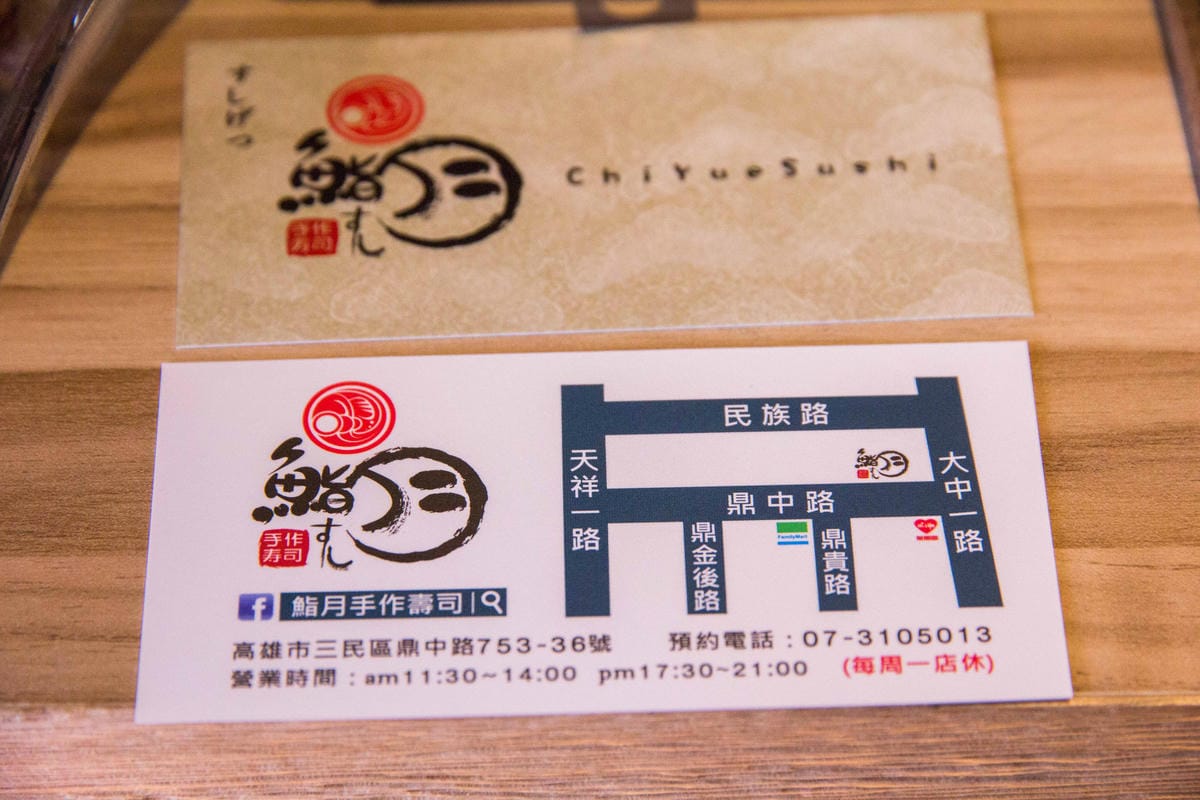 すしげつ
鮨月
すし
手作
寿司
ChiYueSushi
鮨月
すし
手作
寿司
民族路
天祥一路
大中一路
鮨月
鼎中路
鼎金後路
FamilyMart
鼎貴路
f 鮨月手作壽司
高雄市三民區鼎中路753-36號 預約電話：07-3105013
營業時間：am11:30~14:00 pm17:30~21:00 (每周一店休)